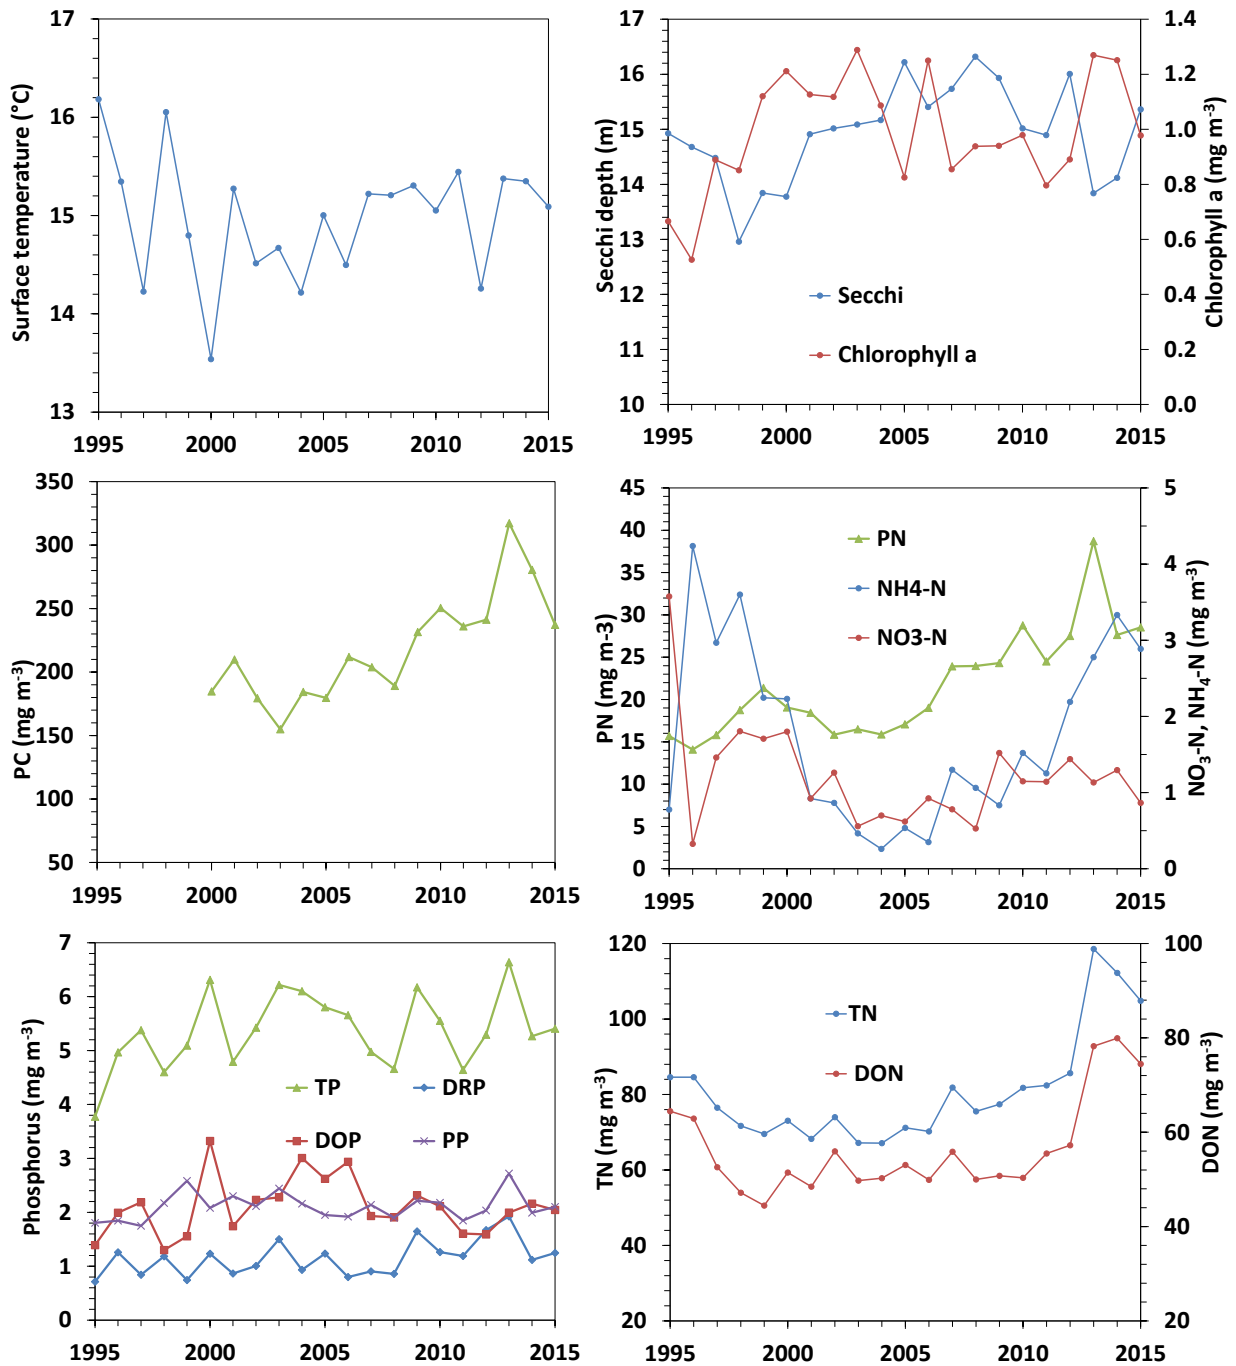 Surface temperature (°C)
17
16
15
14
13
1995 2000 2005 2010 2015
Secchi depth (m)
17
16
15
14
13
12
11
10
Secchi
Chlorophyll a
1.4
1.2
1.0
0.8
0.6
0.4
0.2
0.0
Chlorophyll a (mg m-3)
1995 2000 2005 2010 2015
PC (mg m-3)
350
300
250
200
150
100
50
1995 2000 2005 2010 2015
PN (mg m-3)
45
40
35
30
25
20
15
10
5
0
PN
NH4-N
NO3-N
5
4
3
2
1
0
NO3-N, NH4-N (mg m-3)
1995 2000 2005 2010 2015
Phosphorus (mg m-3)
7
6
5
4
3
2
1
0
TP DRP
DOP PP
1995 2000 2005 2010 2015
TN (mg m-3)
120
100
80
60
40
20
TN
DON
100
80
60
40
20
DON (mg m-3)
1995 2000 2005 2010 2015